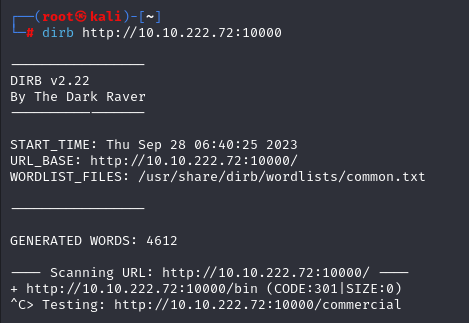 ┌──(root㉿kali)-[~]
└─# dirb http://10.10.222.72:10000
-----------------
DIRB v2.22
By The Dark Raver
-----------------
START_TIME: Thu Sep 28 06:40:25 2023
URL_BASE: http://10.10.222.72:10000/
WORDLIST_FILES: /usr/share/dirb/wordlists/common.txt
-----------------
GENERATED WORDS: 4612
---- Scanning URL: http://10.10.222.72:10000/ ----
+ http://10.10.222.72:10000/bin (CODE:301|SIZE:0)
^C> Testing: http://10.10.222.72:10000/commercial